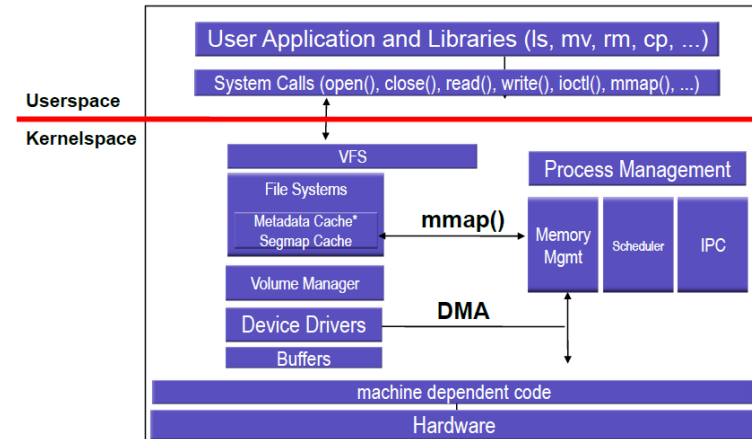 User Application and Libraries (ls, mv, rm, cp, ...)
System Calls (open(), close(), read(), write(), ioctl(), mmap(), ...)
Userspace
Kernelspace
VFS
Process Management
File Systems
Metadata Cache*
Segmap Cache
mmap()
Memory
Mgmt
Scheduler
IPC
Volume Manager
Device Drivers
DMA
Buffers
machine dependent code
Hardware